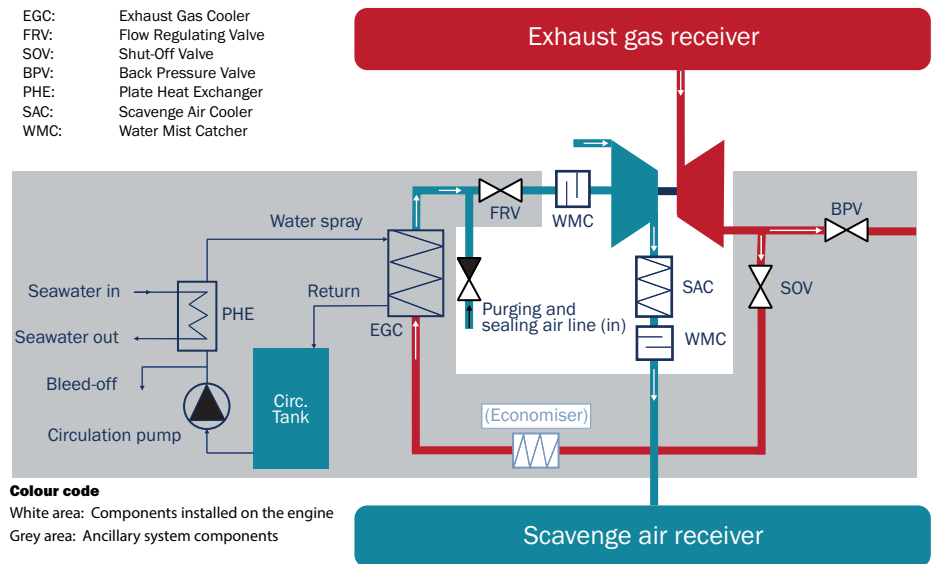 EGC: Exhaust Gas Cooler
FRV: Flow Regulating Valve
SOV: Shut-Off Valve
BPV: Back Pressure Valve
PHE: Plate Heat Exchanger
SAC: Scavenge Air Cooler
WMC: Water Mist Catcher
Exhaust gas receiver
FRV
WMC
BPV
Water spray
Seawater in
PHE
Return
EGC
Purging and
sealing air line (in)
SAC
SOV
Seawater out
WMC
Bleed-off
Circ.
Tank
(Economiser)
Circulation pump
Colour code
White area: Components installed on the engine
Grey area: Ancillary system components
Scavenge air receiver